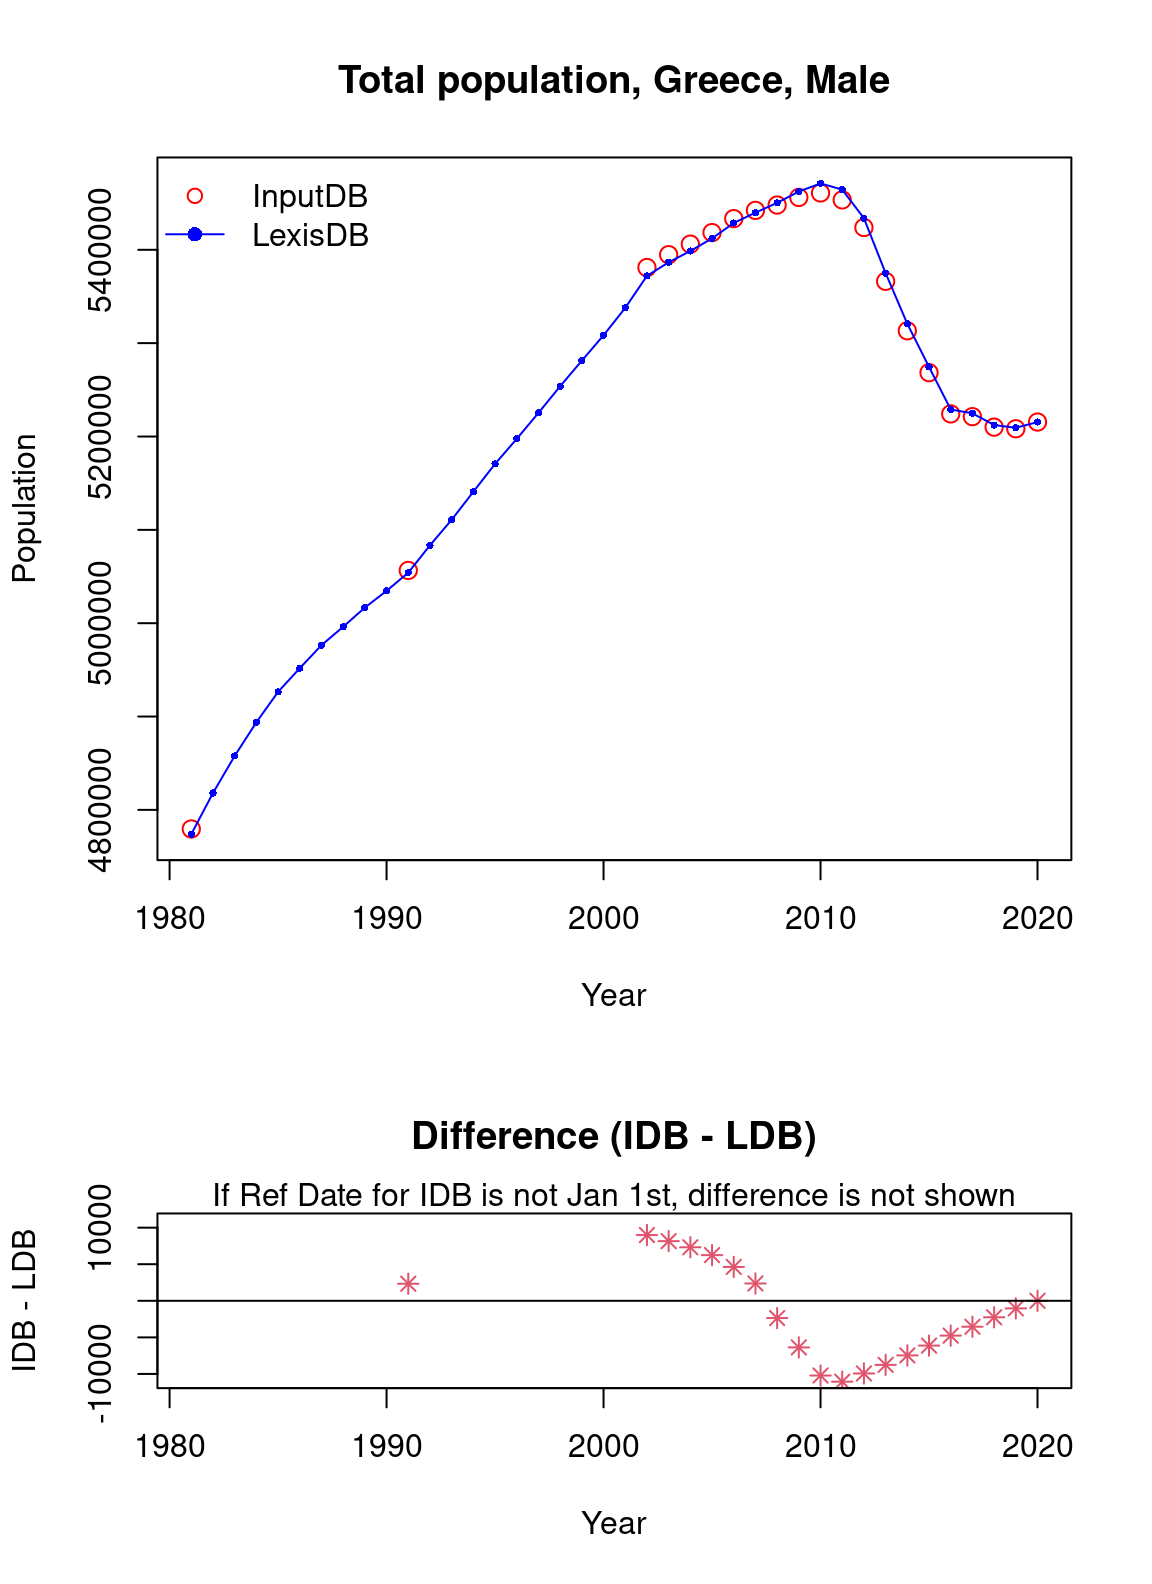 Total population, Greece, Male
InputDB
LexisDB
Population
5400000
5200000
5000000
4800000
1980 1990 2000 2010 2020
Year
Difference (IDB - LDB)
If Ref Date for IDB is not Jan 1st, difference is not shown
IDB - LDB
10000
-10000
1980 1990 2000 2010 2020
Year